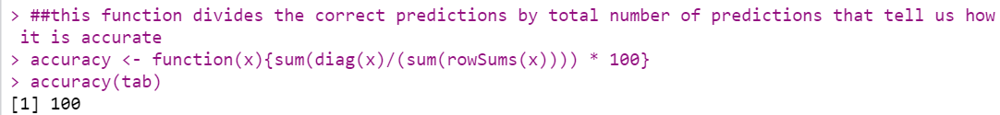 > ##this function divides the correct predictions by total number of predictions that tell us how
it is accurate
> accuracy <- function(x){sum(diag(x)/(sum(rowSums(x)))) * 100}
> accuracy(tab)
[1] 100